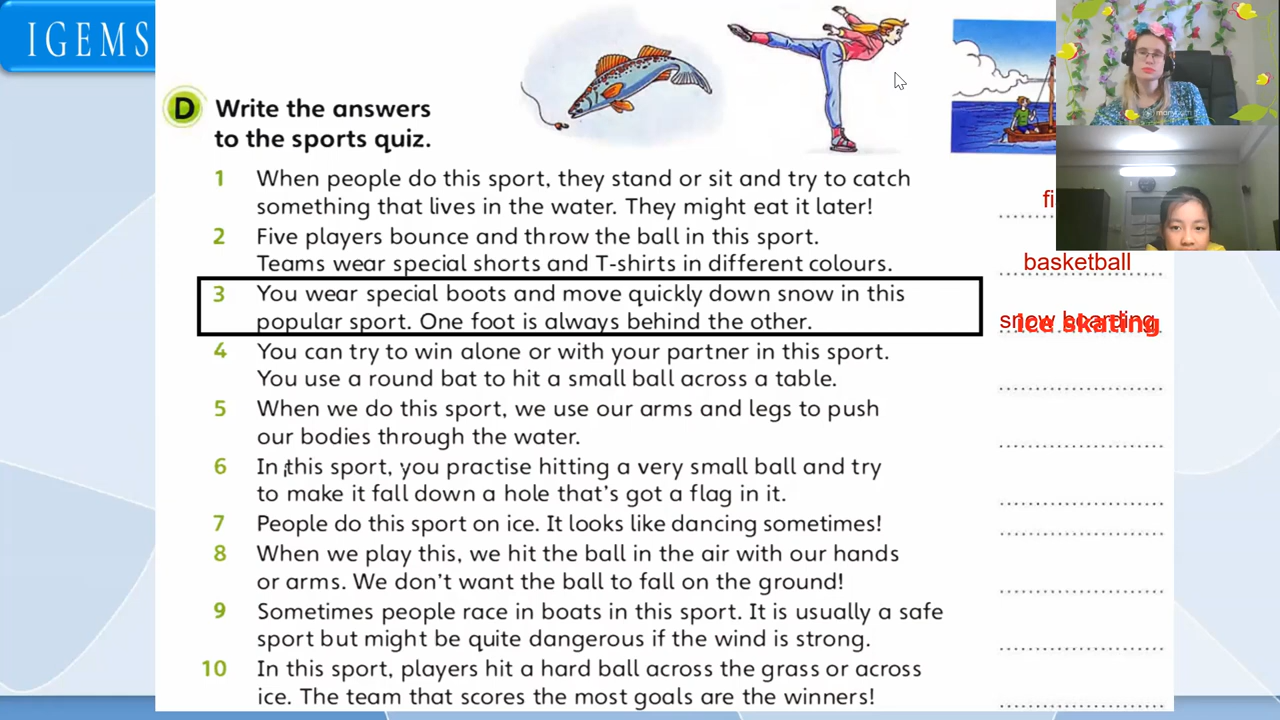 IGEMS
D Write the answers
to the sports quiz.
1 When people do this sport, they stand or sit and try to catch
something that lives in the water. They might eat it later!
fi
2 Five players bounce and throw the ball in this sport.
Teams wear special shorts and T-shirts in different colours.
basketball
3 You wear special boots and move quickly down snow in this
popular sport. One foot is always behind the other.
snow boarding
ice skating
4 You can try to win alone or with your partner in this sport.
You use a round bat to hit a small ball across a table.
5 When we do this sport, we use our arms and legs to push
our bodies through the water.
6 In this sport, you practise hitting a very small ball and try
to make it fall down a hole that's got a flag in it.
7 People do this sport on ice. It looks like dancing sometimes!
8 When we play this, we hit the ball in the air with our hands
or arms. We don't want the ball to fall on the ground!
9 Sometimes people race in boats in this sport. It is usually a safe
sport but might be quite dangerous if the wind is strong.
10 In this sport, players hit a hard ball across the grass or across
ice. The team that scores the most goals are the winners!